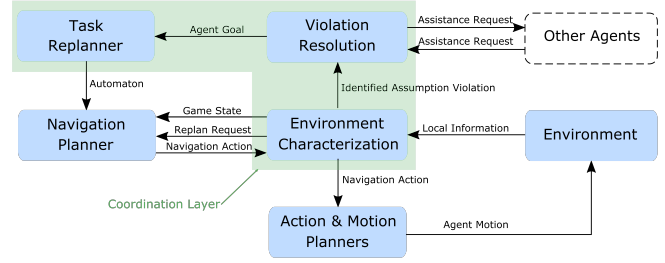 Task
Replanner
Agent Goal
Violation
Resolution
Assistance Request
Assistance Request
Other Agents
Automaton
Identified Assumption Violation
Navigation
Planner
Game State
Replan Request
Navigation Action
Environment
Characterization
Local Information
Environment
Navigation Action
Coordination Layer
Action & Motion
Planners
Agent Motion